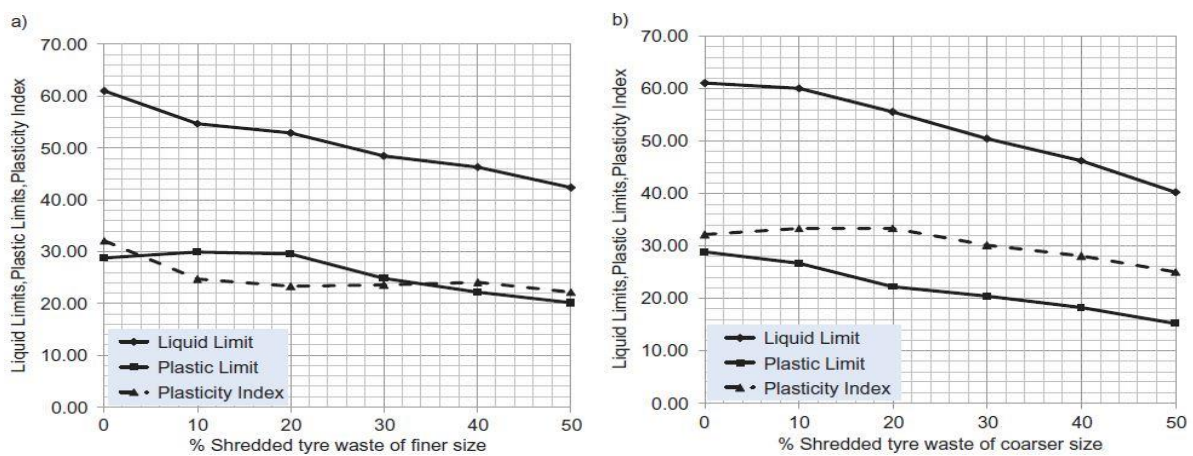 a)
Liquid Limits,Plastic Limits,Plasticity Index
70.00
60.00
50.00
40.00
30.00
20.00
10.00
0.00
Liquid Limit
Plastic Limit
Plasticity Index
0 10 20 30 40 50
% Shredded tyre waste of finer size
b)
Liquid Limits,Plastic Limits,Plasticity Index
70.00
60.00
50.00
40.00
30.00
20.00
10.00
0.00
Liquid Limit
Plastic Limit
Plasticity Index
0 10 20 30 40 50
% Shredded tyre waste of coarser size